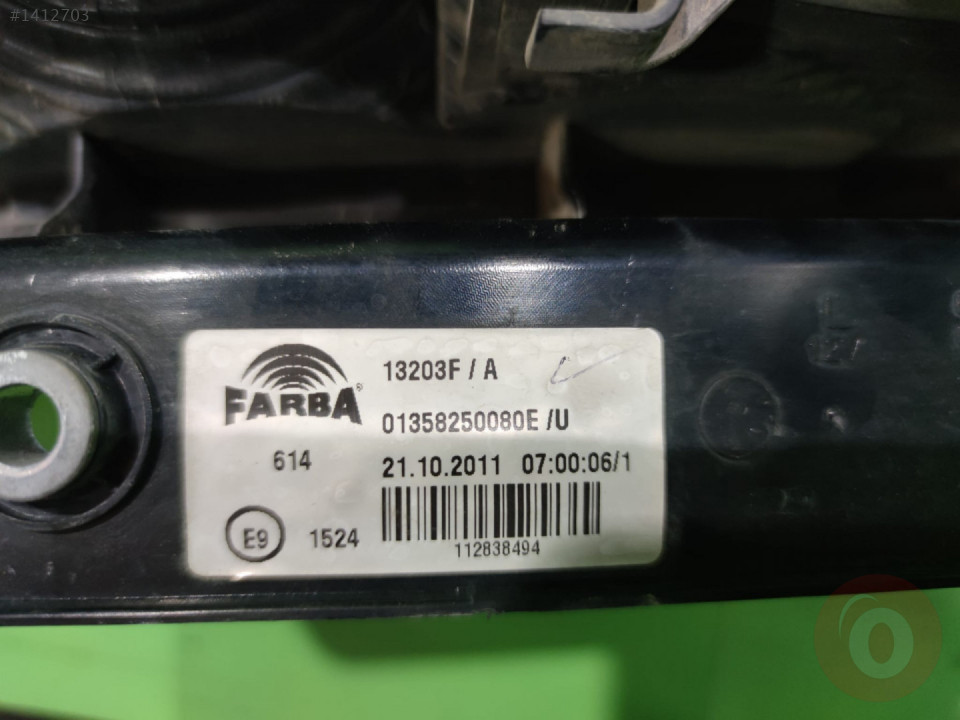 #1412703
FARBA®
13203F / A
01358250080E /U
614
21.10.2011 07:00:06/1
E9
1524
112838494